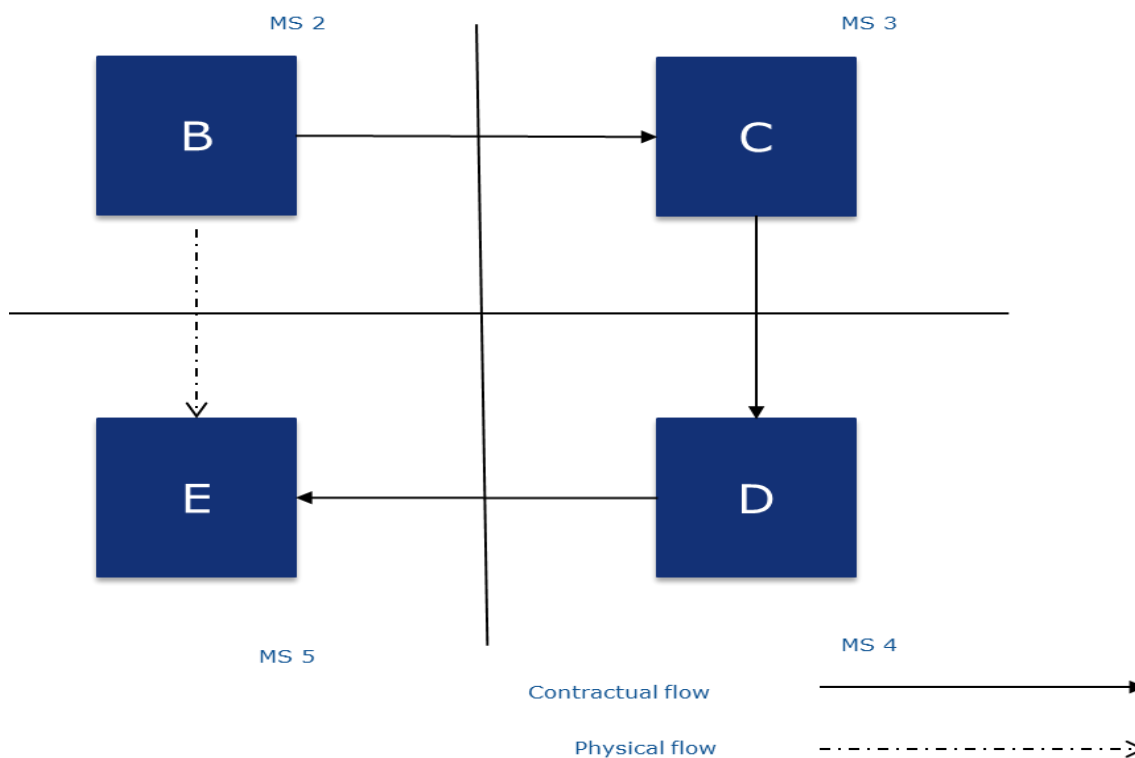 MS 2
MS 3
B
C
E
D
MS 5
MS 4
Contractual flow
Physical flow